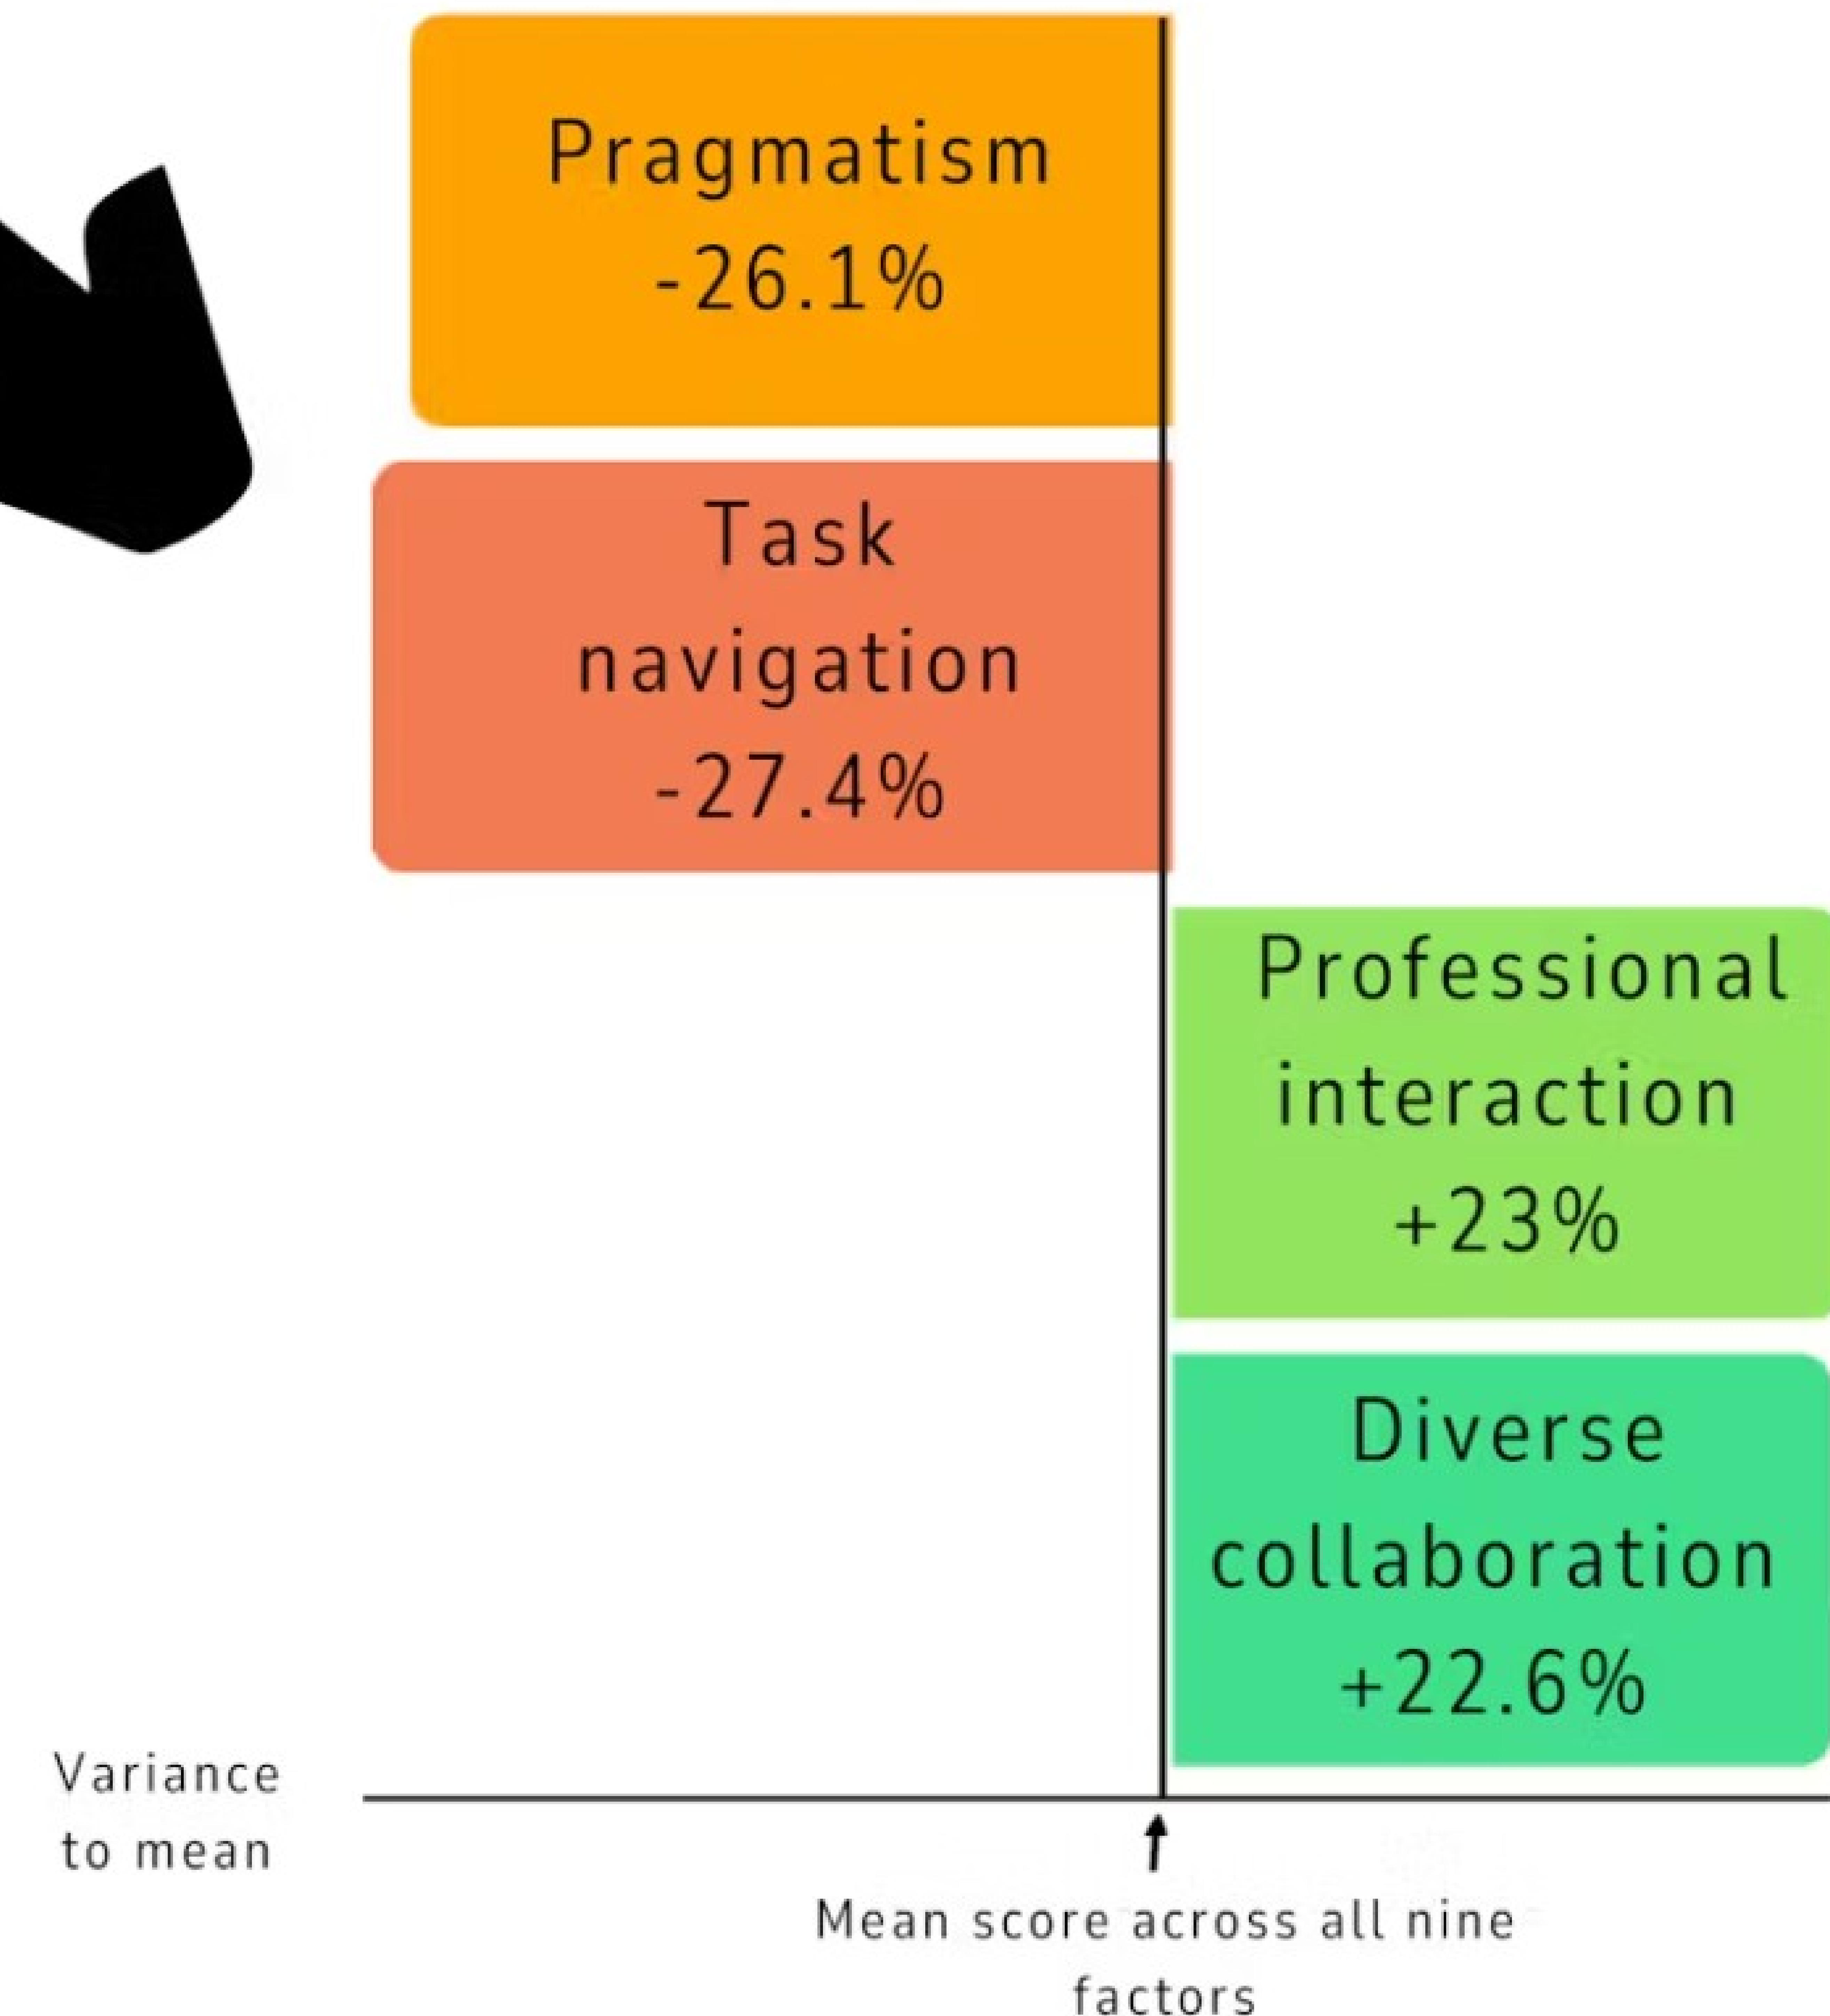 Pragmatism
-26.1%
Task
navigation
-27.4%
Professional
interaction
+23%
Diverse
collaboration
+22.6%
Variance
to mean
Mean score across all nine
factors